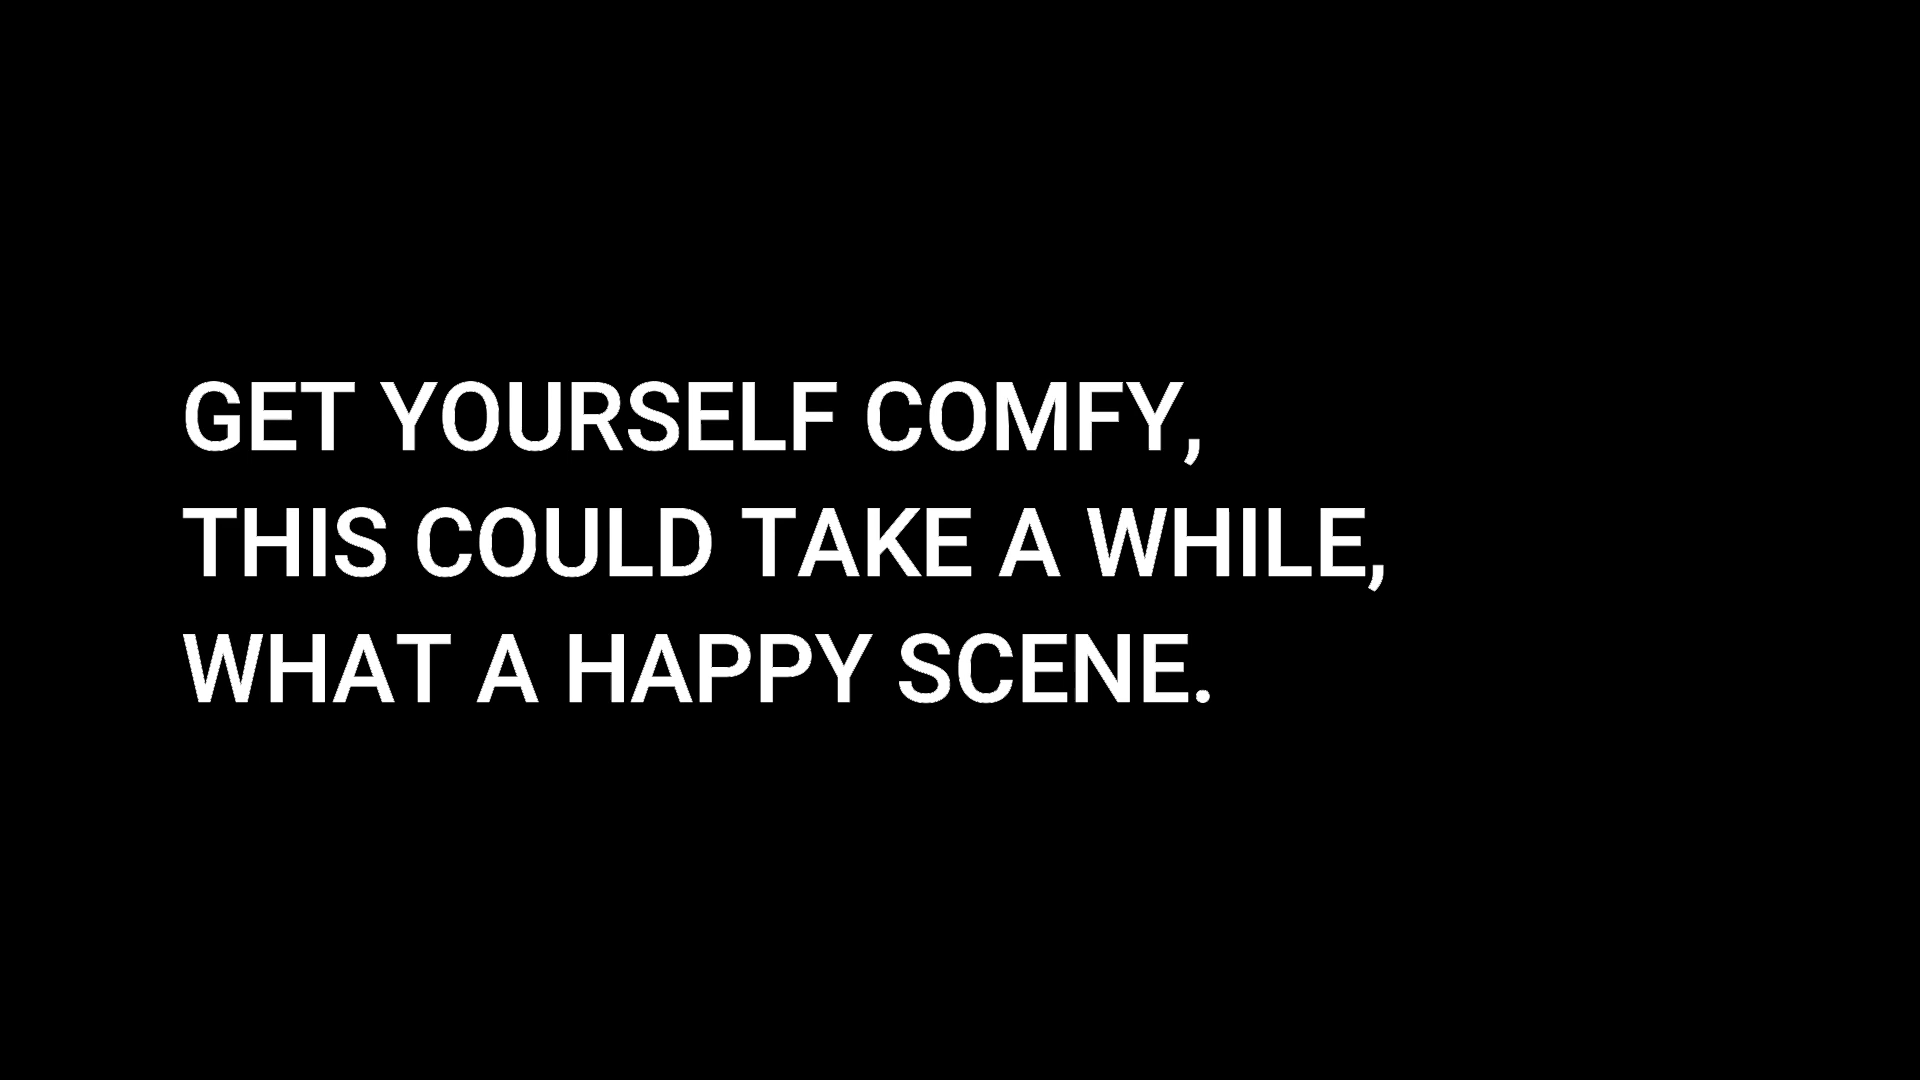 GET YOURSELF COMFY,
THIS COULD TAKE A WHILE,
WHAT A HAPPY SCENE.